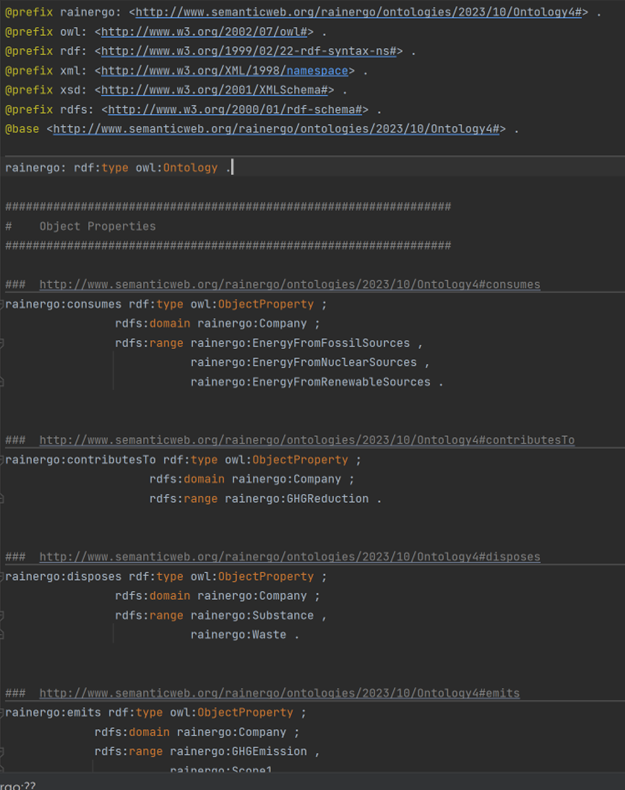 @prefix rainergo: <http://www.semanticweb.org/rainergo/ontologies/2023/10/Ontology4#> .
@prefix owl: <http://www.w3.org/2002/07/owl#> .
@prefix rdf: <http://www.w3.org/1999/02/22-rdf-syntax-ns#> .
@prefix xml: <http://www.w3.org/XML/1998/namespace> .
@prefix xsd: <http://www.w3.org/2001/XMLSchema#> .
@prefix rdfs: <http://www.w3.org/2000/01/rdf-schema#> .
@base <http://www.semanticweb.org/rainergo/ontologies/2023/10/Ontology4#> .
rainergo: rdf:type owl:Ontology .
#################################################################
#    Object Properties
#################################################################
###  http://www.semanticweb.org/rainergo/ontologies/2023/10/Ontology4#consumes
rainergo:consumes rdf:type owl:ObjectProperty ;
rdfs:domain rainergo:Company ;
rdfs:range rainergo:EnergyFromFossilSources ,
rainergo:EnergyFromNuclearSources ,
rainergo:EnergyFromRenewableSources .
###  http://www.semanticweb.org/rainergo/ontologies/2023/10/Ontology4#contributesTo
rainergo:contributesTo rdf:type owl:ObjectProperty ;
rdfs:domain rainergo:Company ;
rdfs:range rainergo:GHGReduction .
###  http://www.semanticweb.org/rainergo/ontologies/2023/10/Ontology4#disposes
rainergo:disposes rdf:type owl:ObjectProperty ;
rdfs:domain rainergo:Company ;
rdfs:range rainergo:Substance ,
rainergo:Waste .
###  http://www.semanticweb.org/rainergo/ontologies/2023/10/Ontology4#emits
rainergo:emits rdf:type owl:ObjectProperty ;
rdfs:domain rainergo:Company ;
rdfs:range rainergo:GHGEmission ,
rainergo:Scope1